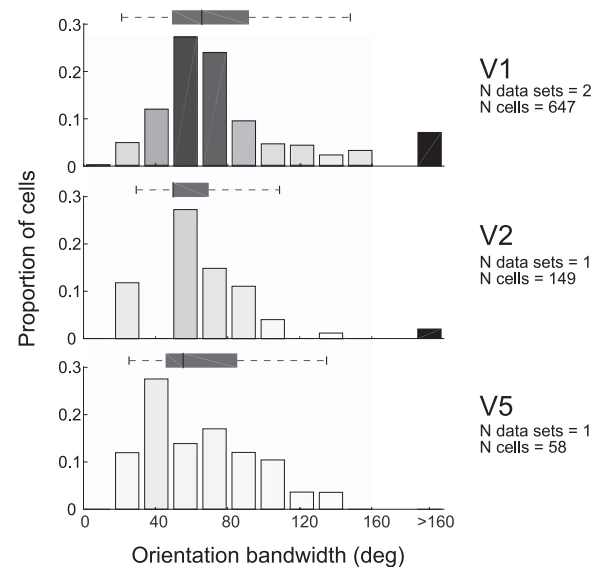 0.3
0.2
0.1
0
V1
N data sets = 2
N cells = 647
0.3
0.2
0.1
0
V2
N data sets = 1
N cells = 149
Proportion of cells
0.3
0.2
0.1
0
V5
N data sets = 1
N cells = 58
0 40 80 120 160 >160
Orientation bandwidth (deg)